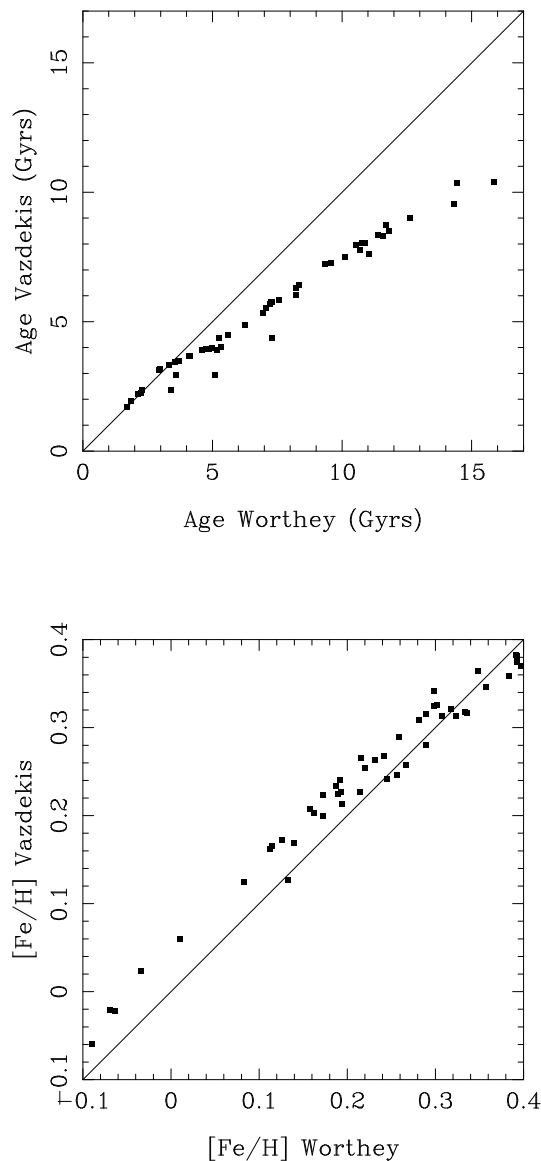 15
10
5
0
Age Vazdekis (Gyrs)
0 5 10 15
Age Worthey (Gyrs)
0.4
0.3
0.2
0.1
0
-0.1
[Fe/H] Vazdekis
-0.1 0 0.1 0.2 0.3 0.4
[Fe/H] Worthey